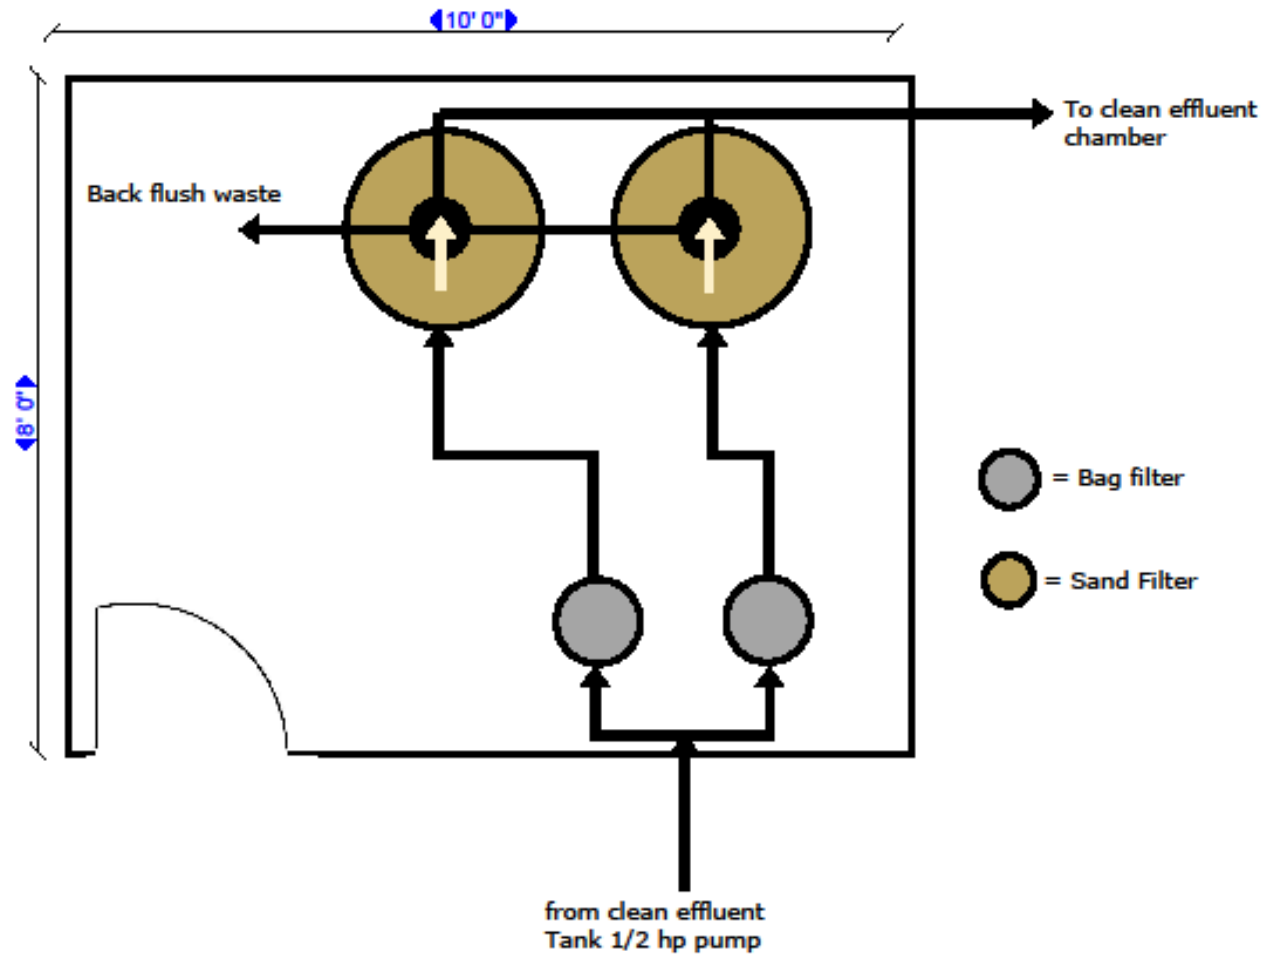 10' 0"
To clean effluent
chamber
Back flush waste
8' 0"
= Bag filter
= Sand Filter
from clean effluent
Tank 1/2 hp pump